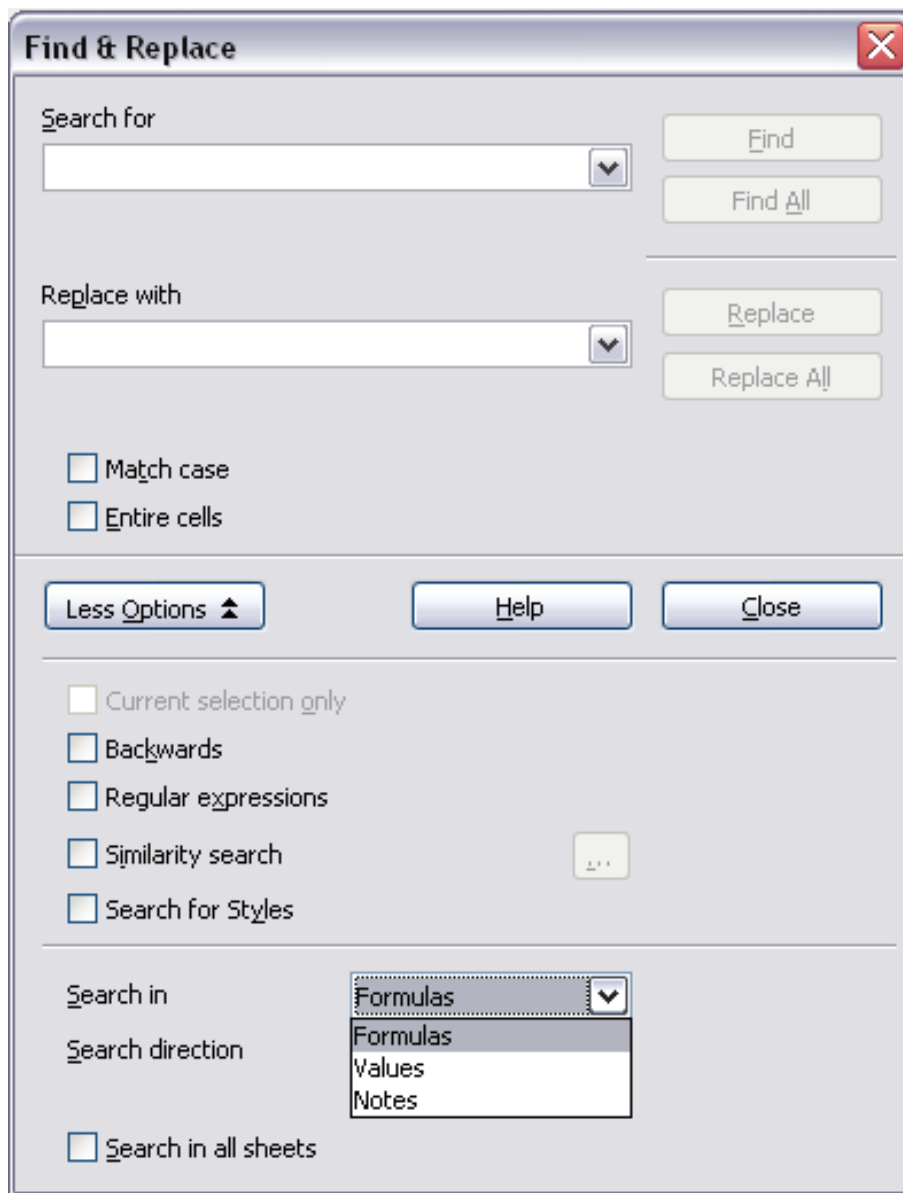 Find & Replace
Search for
Find
Find All
Replace with
Replace
Replace All
Match case
Entire cells
Less Options
Help
Close
Current selection only
Backwards
Regular expressions
Similarity search
...
Search for Styles
Search in
Formulas
Formulas
Search direction
Values
Notes
Search in all sheets